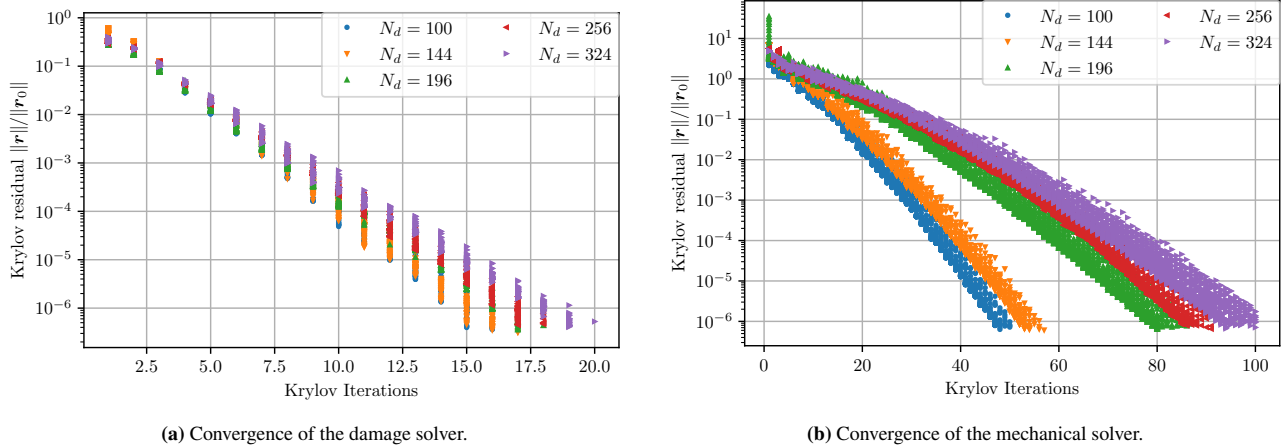 10^0
10^{-1}
10^{-2}
10^{-3}
10^{-4}
10^{-5}
10^{-6}
Krylov residual ||r||/||r_0||
N_d = 100
N_d = 144
N_d = 196
N_d = 256
N_d = 324
2.5 5.0 7.5 10.0 12.5 15.0 17.5 20.0
Krylov Iterations
(a) Convergence of the damage solver.
10^1
10^0
10^{-1}
10^{-2}
10^{-3}
10^{-4}
10^{-5}
10^{-6}
Krylov residual ||r||/||r_0||
N_d = 100
N_d = 144
N_d = 196
N_d = 256
N_d = 324
0 20 40 60 80 100
Krylov Iterations
(b) Convergence of the mechanical solver.